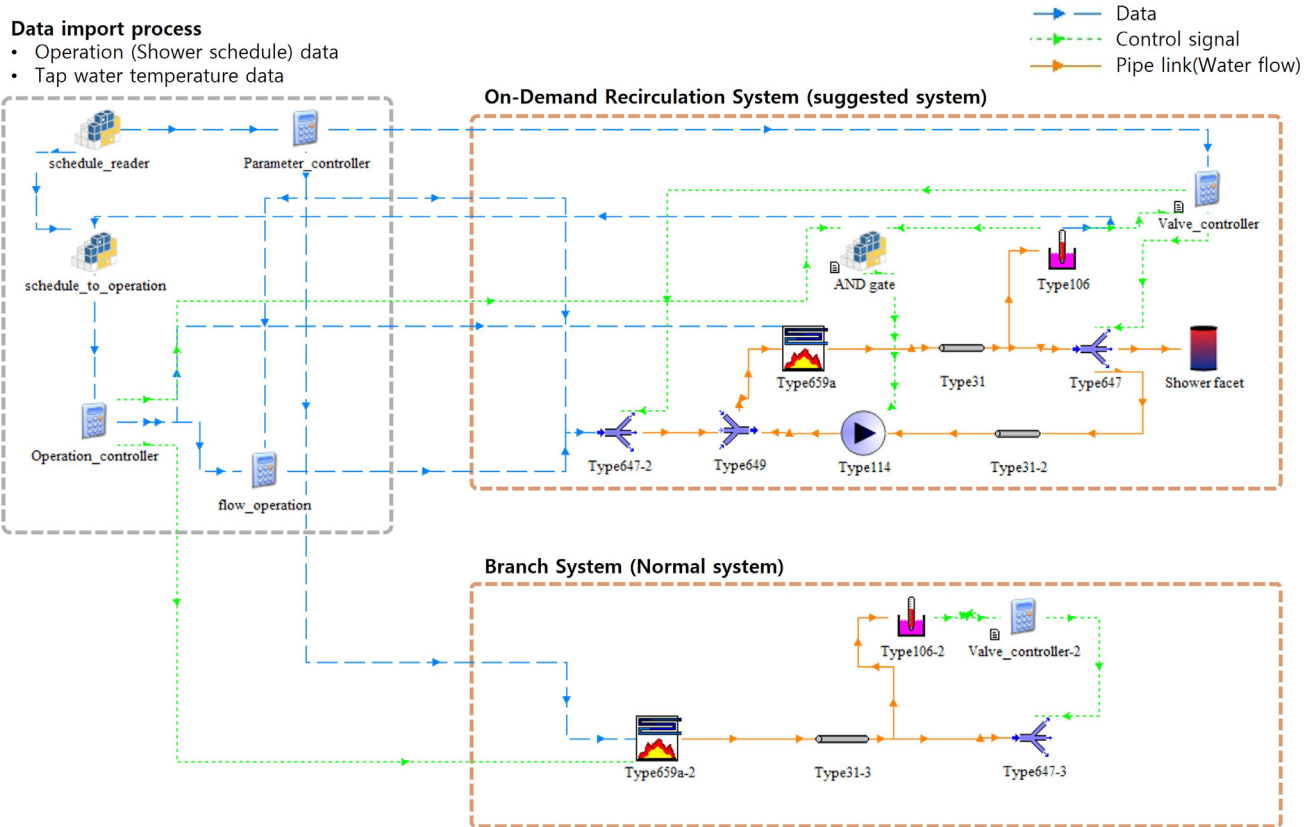 Data import process
• Operation (Shower schedule) data
• Tap water temperature data
Data
Control signal
Pipe link(Water flow)
On-Demand Recirculation System (suggested system)
schedule_reader
Parameter_controller
Valve_controller
schedule_to_operation
AND gate
Type106
Type659a
Type31
Type647
Shower facet
Operation_controller
Type647-2
Type649
Type114
Type31-2
flow_operation
Branch System (Normal system)
Type106-2
Valve_controller-2
Type659a-2
Type31-3
Type647-3